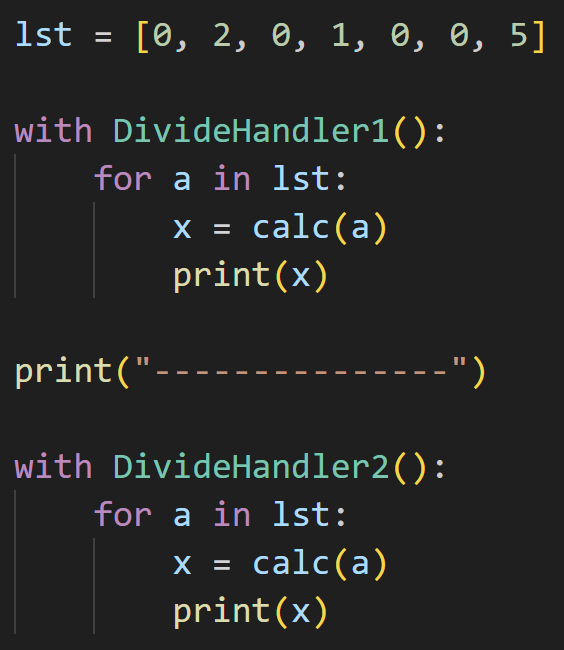 lst = [0, 2, 0, 1, 0, 0, 5]
with DivideHandler1():
    for a in lst:
        x = calc(a)
        print(x)
print("---------------")
with DivideHandler2():
    for a in lst:
        x = calc(a)
        print(x)